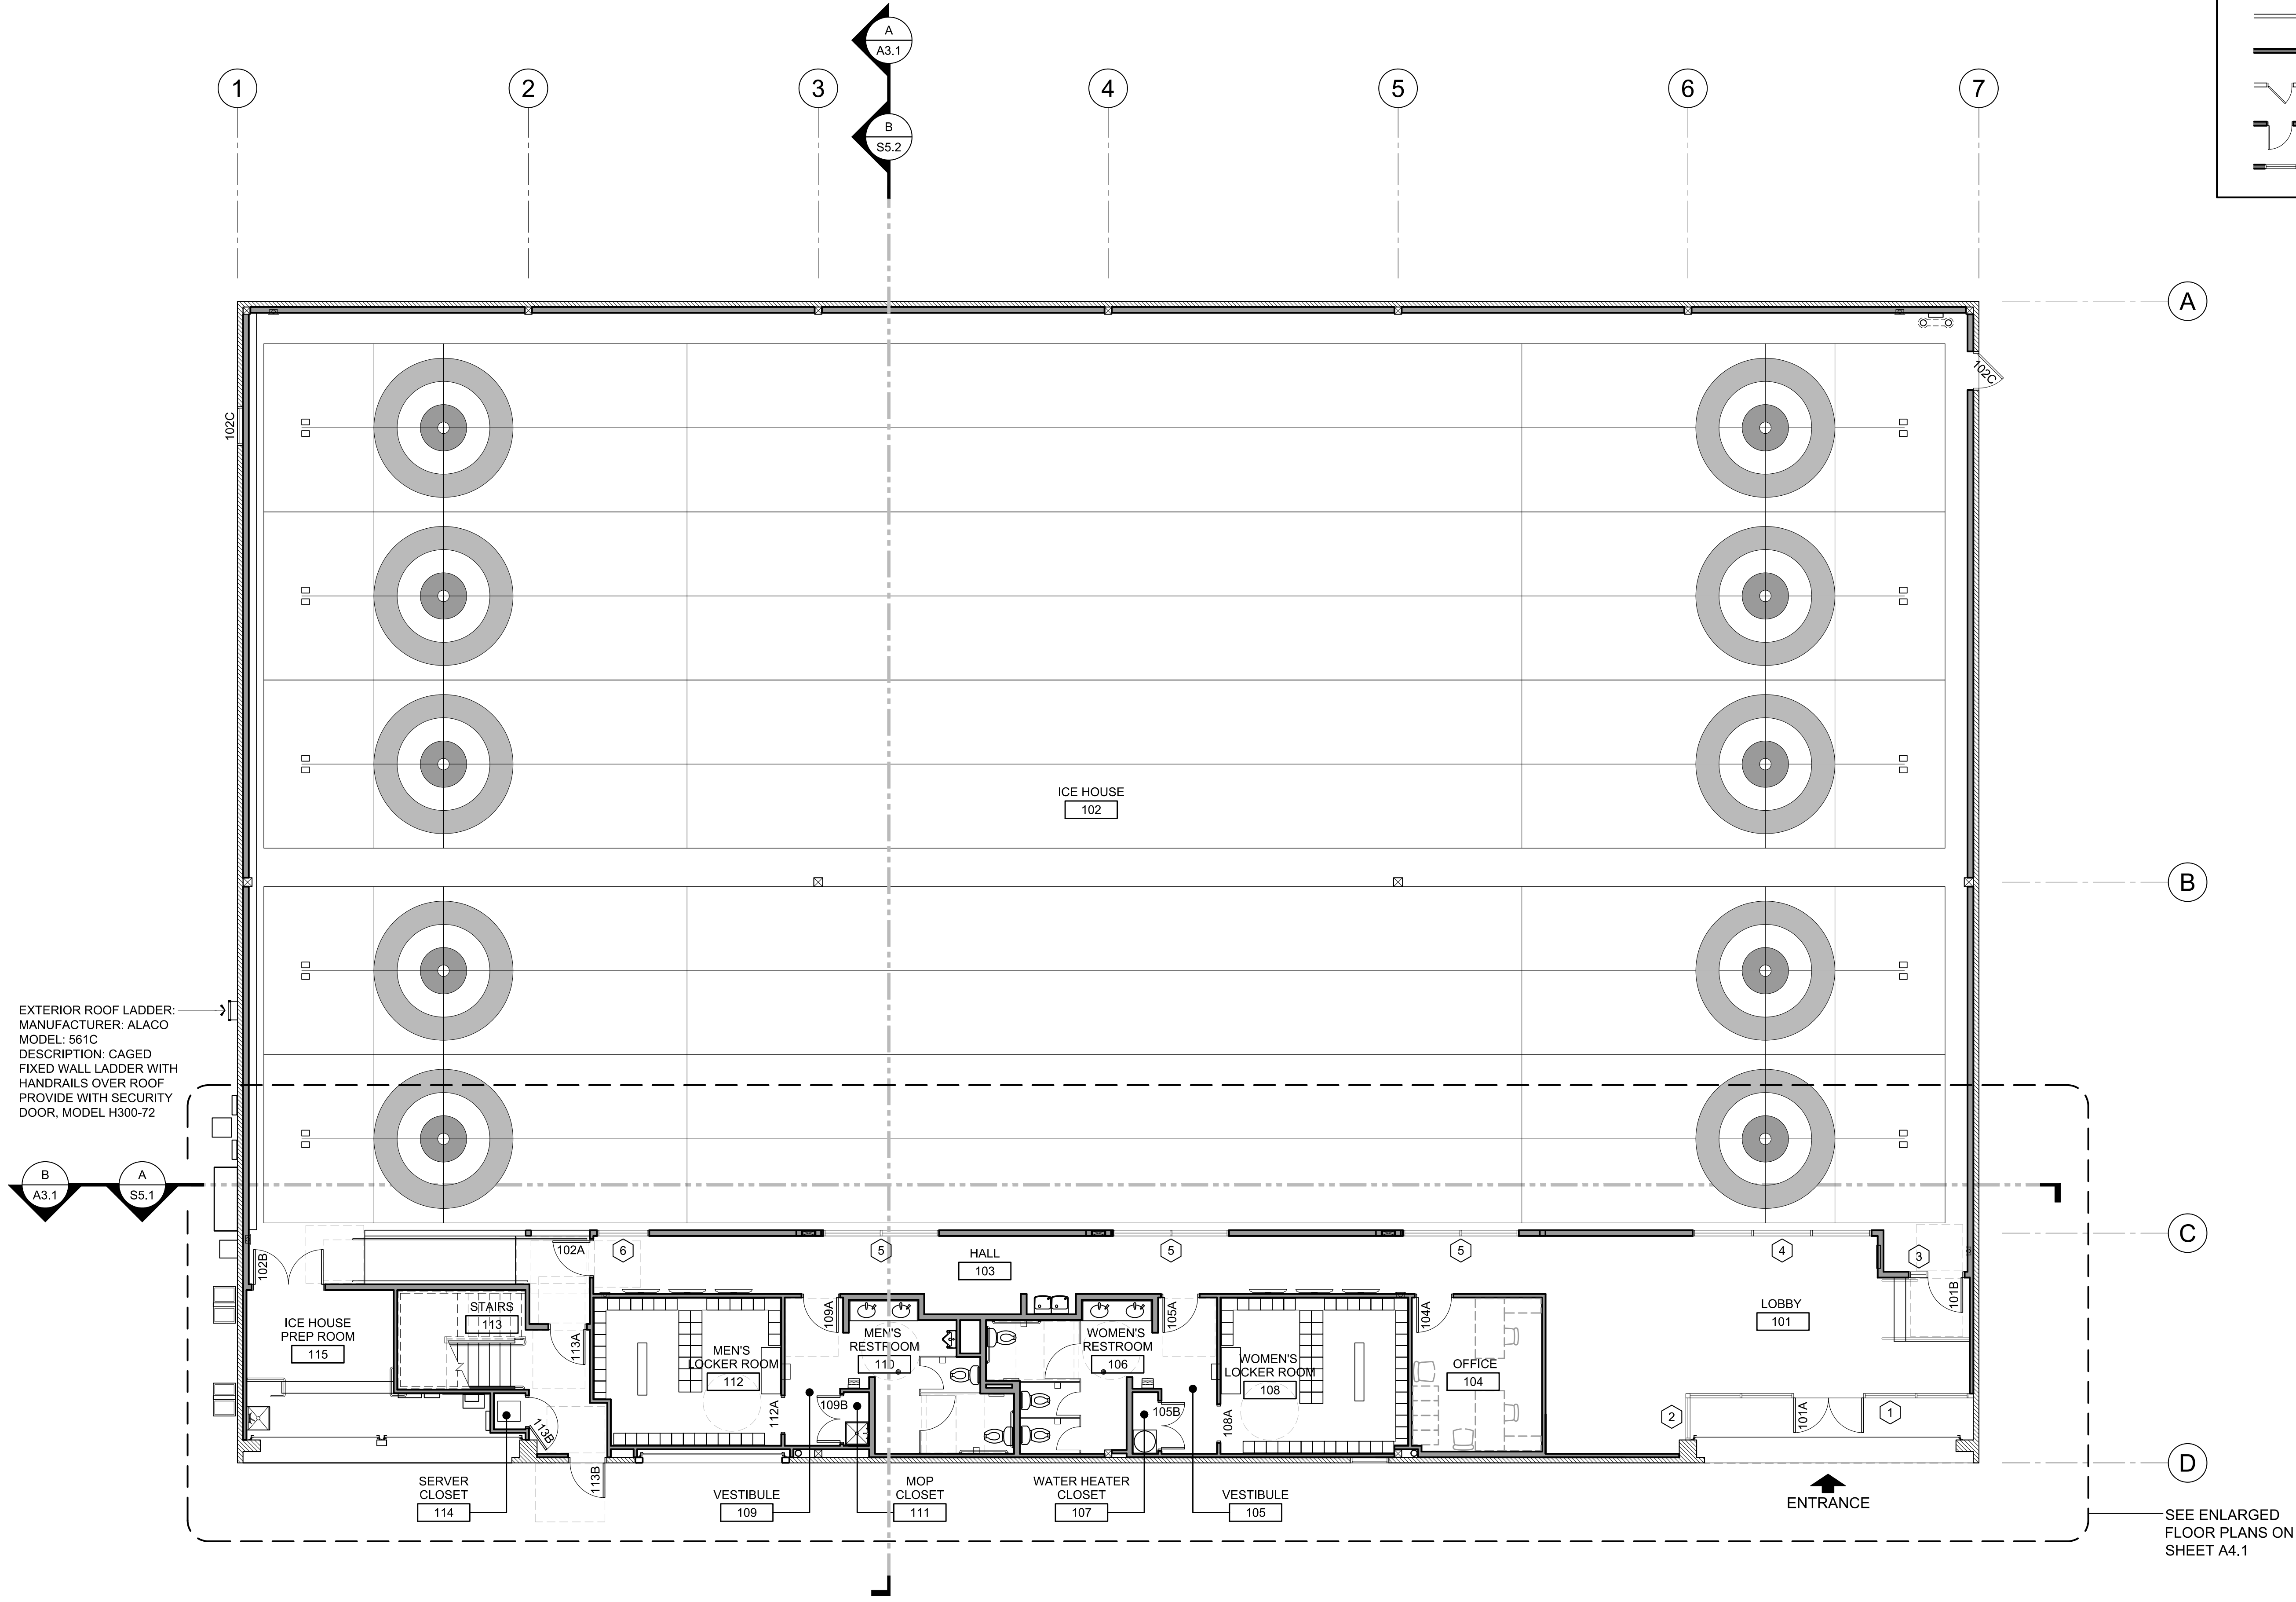 A
A3.1
1
2
3
4
5
6
7
B
S5.2
A
102C
102C
ICE HOUSE
102
B
EXTERIOR ROOF LADDER:
MANUFACTURER: ALACO
MODEL: 561C
DESCRIPTION: CAGED
FIXED WALL LADDER WITH
HANDRAILS OVER ROOF
PROVIDE WITH SECURITY
DOOR, MODEL H300-72
B
A3.1
A
S5.1
C
102B
102A
6
5
HALL
103
5
5
4
3
101B
STAIRS
113
ICE HOUSE
PREP ROOM
115
113A
MEN'S
LOCKER ROOM
112
109A
MEN'S
RESTROOM
110
WOMEN'S
RESTROOM
106
105A
WOMEN'S
LOCKER ROOM
108
104A
OFFICE
104
LOBBY
101
113B
112A
109B
105B
108A
2
101A
1
113B
D
SERVER
CLOSET
114
VESTIBULE
109
MOP
CLOSET
111
WATER HEATER
CLOSET
107
VESTIBULE
105
ENTRANCE
SEE ENLARGED
FLOOR PLANS ON
SHEET A4.1